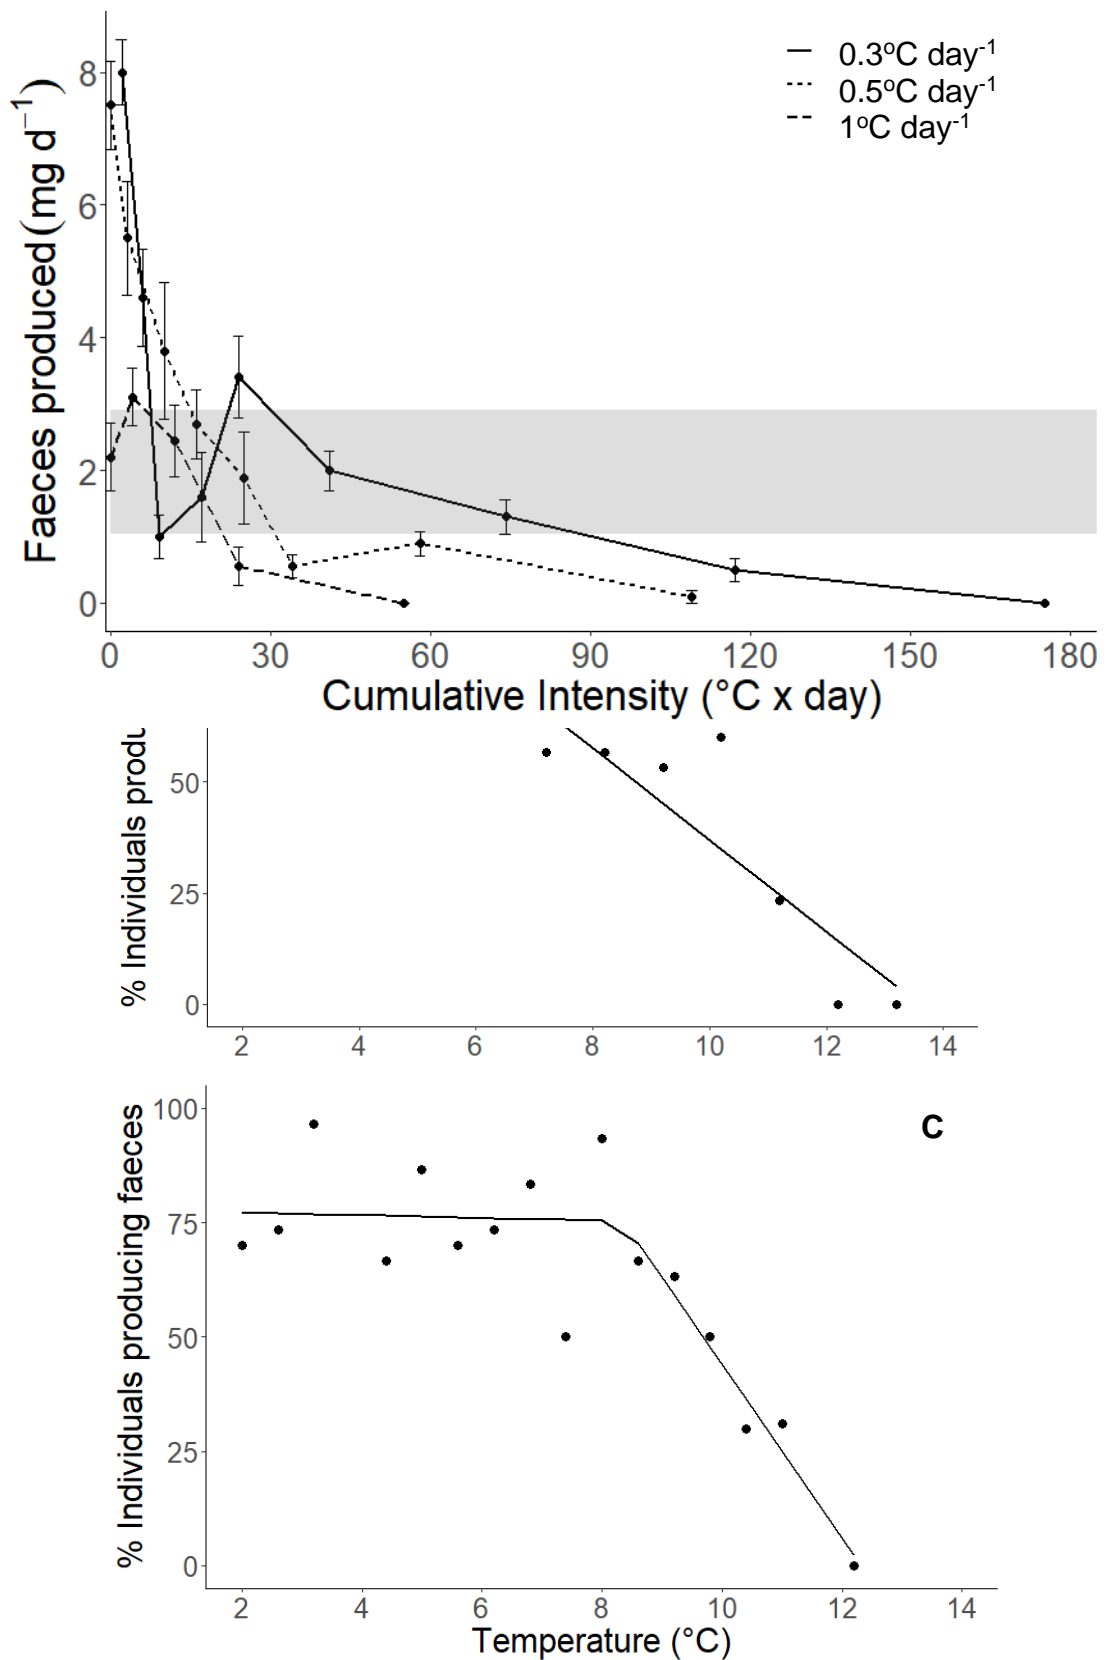 0.3°C day-1
0.5°C day-1
1°C day-1
Faeces produced (mg d−1)
8
6
4
2
0
0 30 60 90 120 150 180
Cumulative Intensity (°C x day)
% Individuals
50
25
0
2 4 6 8 10 12 14
C
% Individuals producing faeces
100
75
50
25
0
2 4 6 8 10 12 14
Temperature (°C)